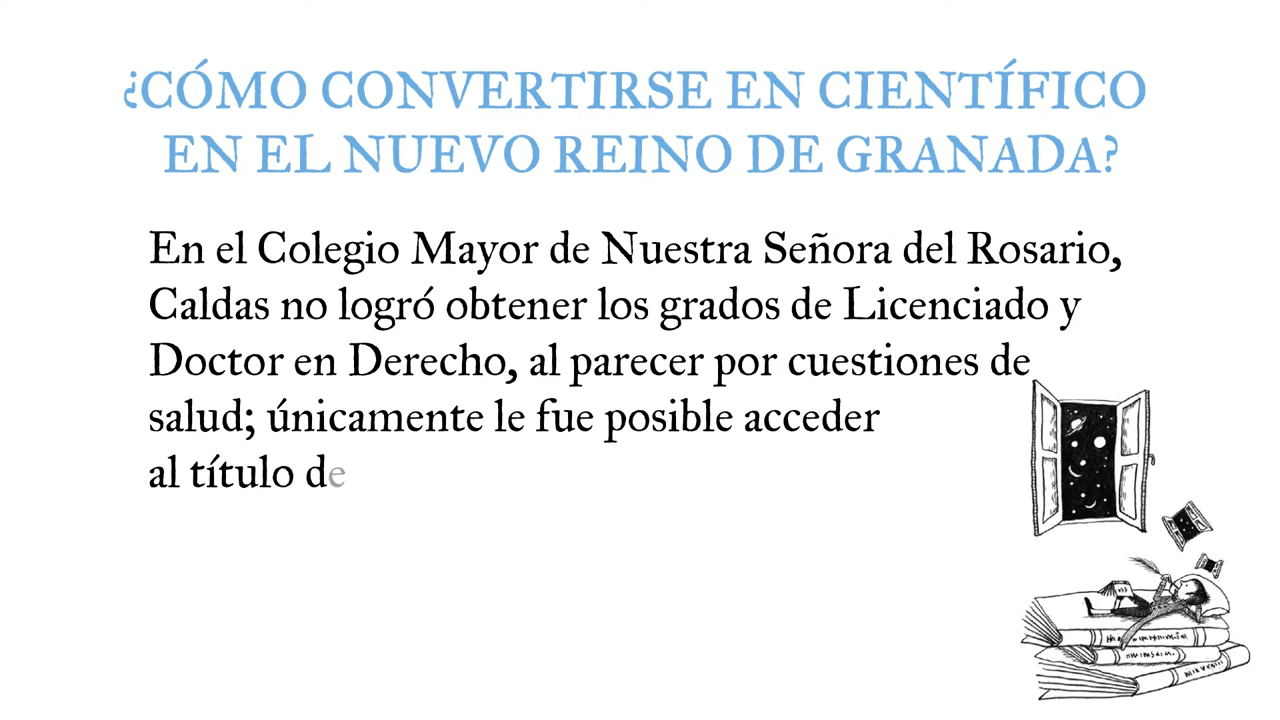 ¿CÓMO CONVERTIRSE EN CIENTÍFICO
EN EL NUEVO REINO DE GRANADA?
En el Colegio Mayor de Nuestra Señora del Rosario,
Caldas no logró obtener los grados de Licenciado y
Doctor en Derecho, al parecer por cuestiones de
salud; únicamente le fue posible acceder
al título de